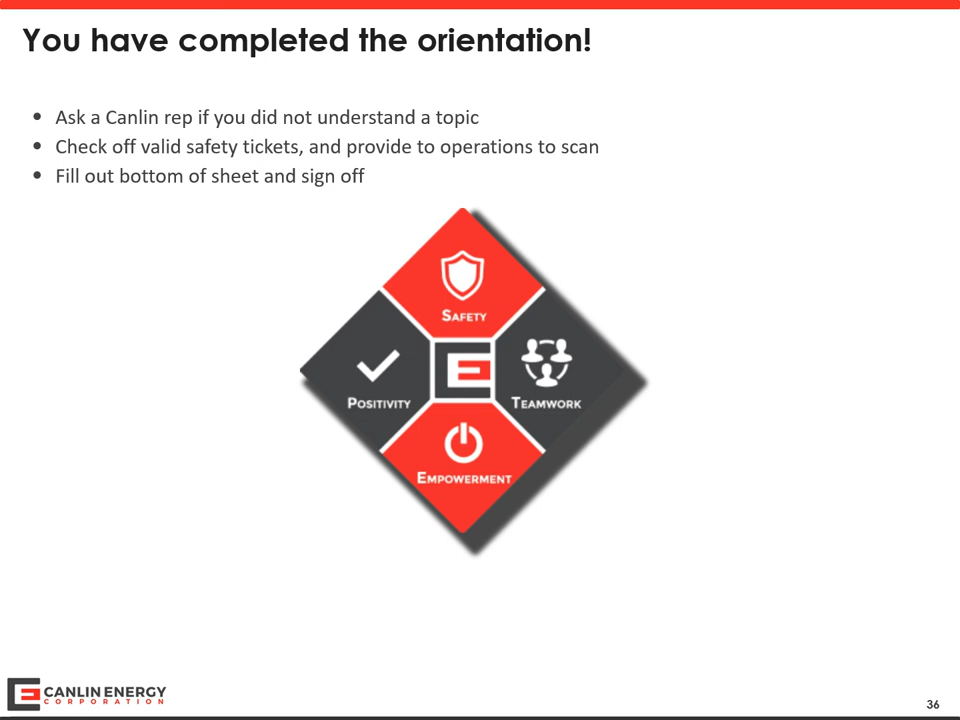 You have completed the orientation!
• Ask a Canlin rep if you did not understand a topic
• Check off valid safety tickets, and provide to operations to scan
• Fill out bottom of sheet and sign off
SAFETY
POSITIVITY
TEAMWORK
EMPOWERMENT
CANLIN ENERGY
CORPORATION
36